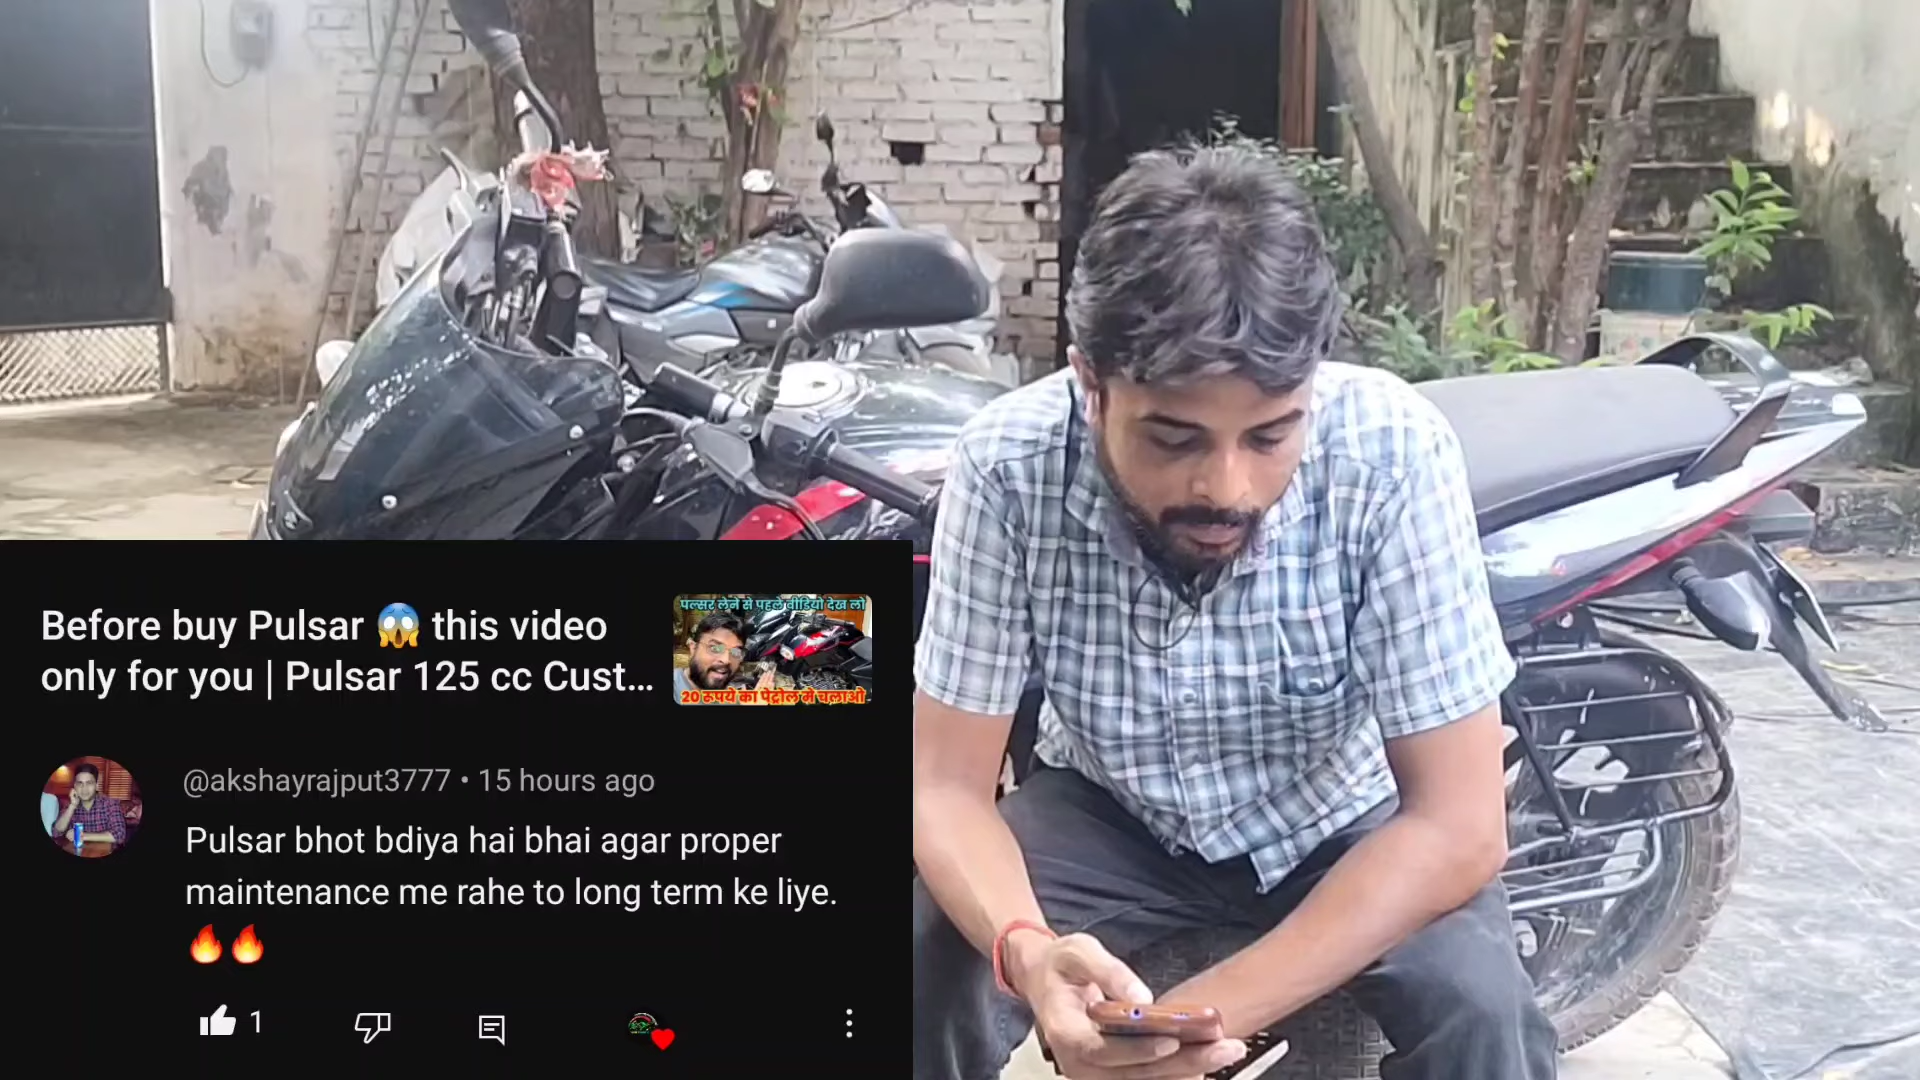 Before buy Pulsar 😱 this video
only for you | Pulsar 125 cc Cust...
पल्सर लेने से पहले वीडियो देख लो
20 रूपये का पेट्रोल मे चलाओ
@akshayrajput3777 • 15 hours ago
Pulsar bhot bdiya hai bhai agar proper
maintenance me rahe to long term ke liye.
🔥🔥
1